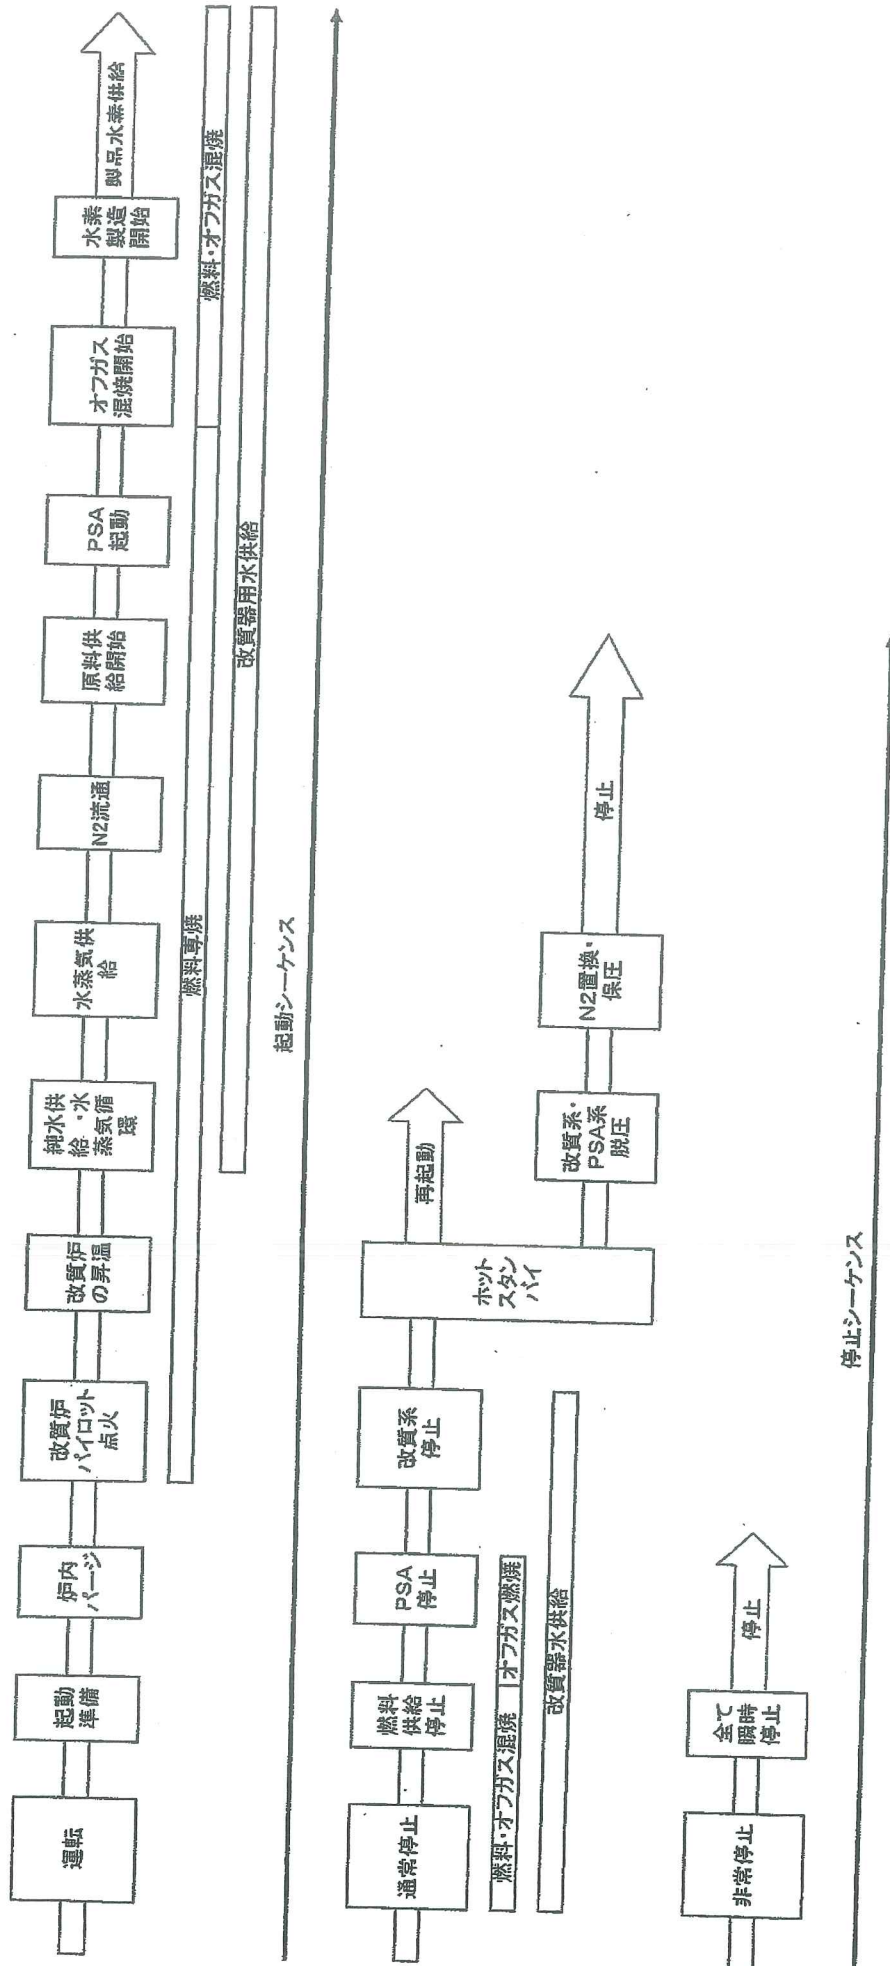 運転
起動
準備
炉内
パージ
改質炉
パイロット
点火
改質炉
の昇温
純水供
給・水
蒸気循
環
水蒸気供
給
N2流通
原料供
給開始
PSA
起動
オフガス
混焼開始
水素
製造
開始
製品水素供給
燃料専焼
燃料・オフガス混焼
改質器用水供給
起動シーケンス
通常停止
燃料
供給
停止
PSA
停止
改質系
停止
ホット
スタン
バイ
再起動
改質系・
PSA系
脱圧
N2置換・
保圧
停止
燃料・オフガス混焼
オフガス燃焼
改質器水供給
非常停止
全て
瞬時
停止
停止
停止シーケンス